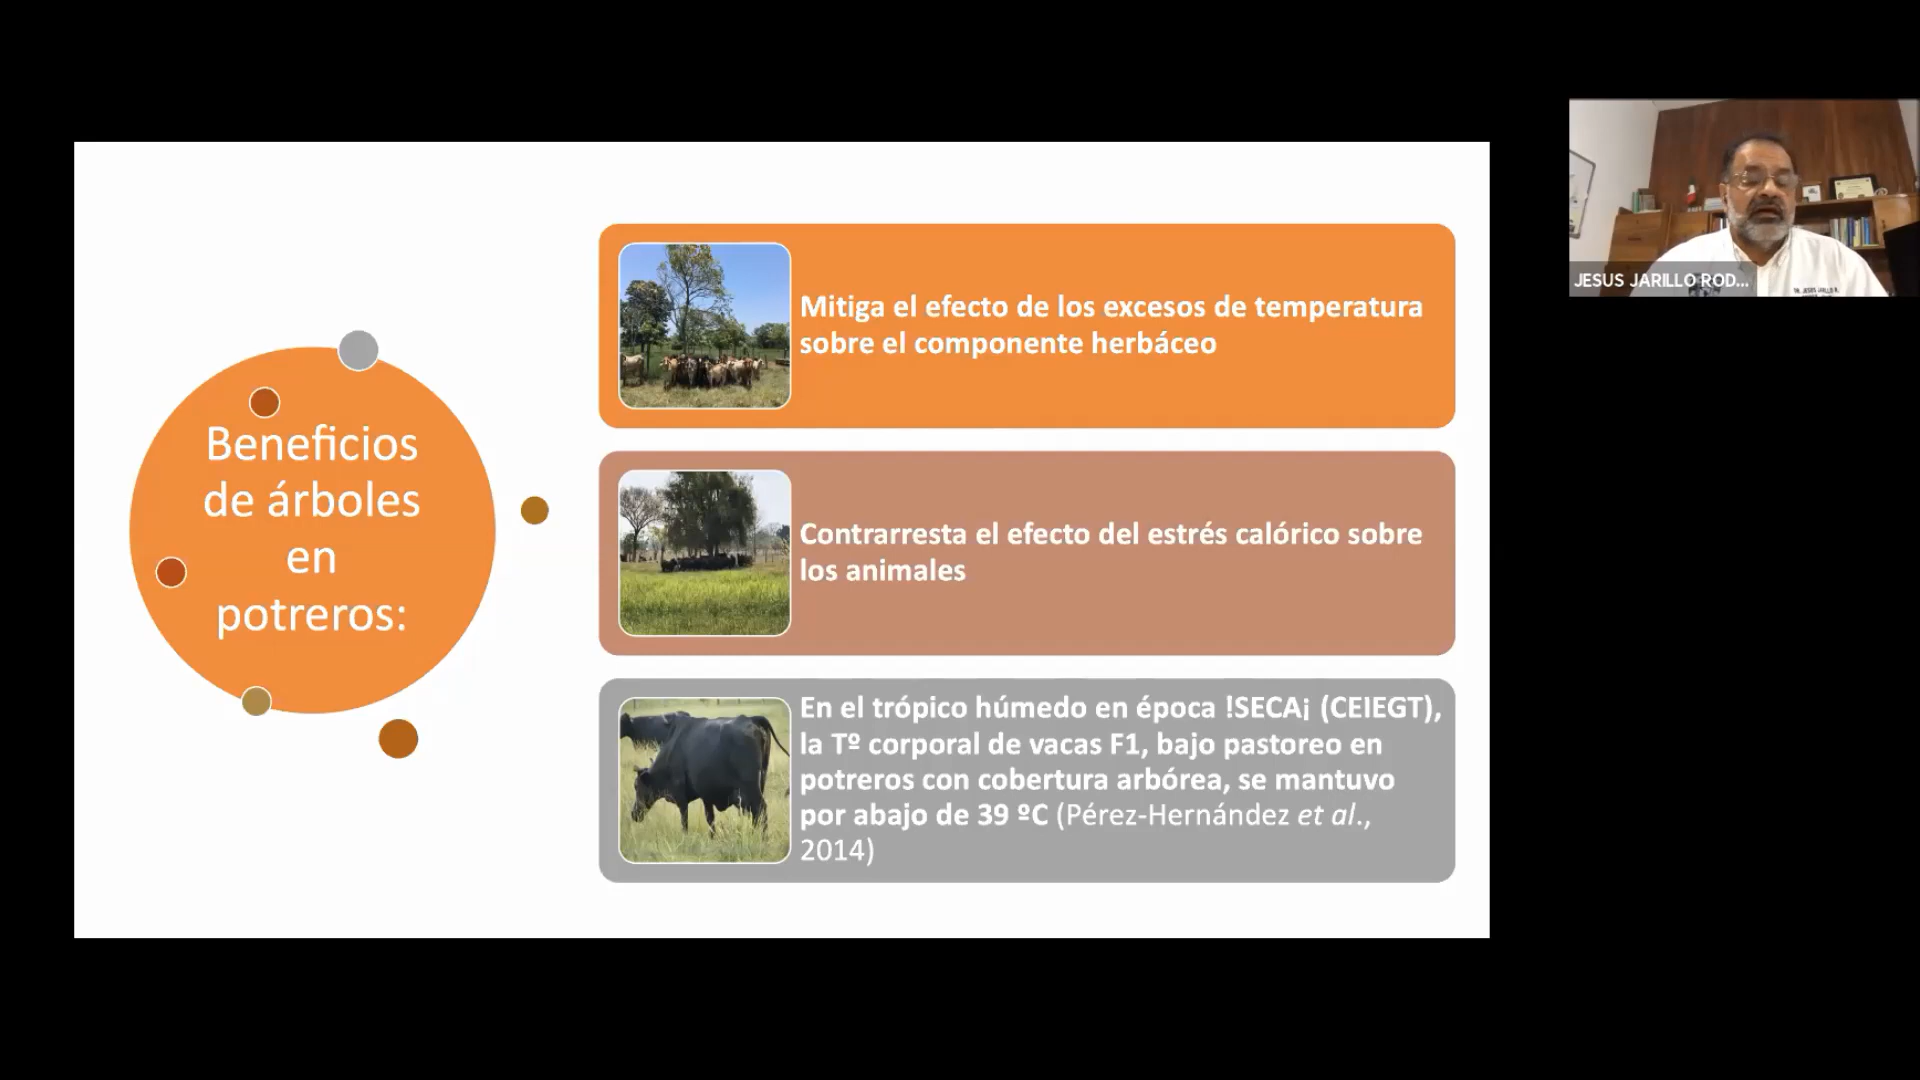 Beneficios
de árboles
en
potreros:
Mitiga el efecto de los excesos de temperatura
sobre el componente herbáceo
Contrarresta el efecto del estrés calórico sobre
los animales
En el trópico húmedo en época !SECA¡ (CEIEGT),
la Tº corporal de vacas F1, bajo pastoreo en
potreros con cobertura arbórea, se mantuvo
por abajo de 39 ºC (Pérez-Hernández et al.,
2014)
JESUS JARILLO ROD...